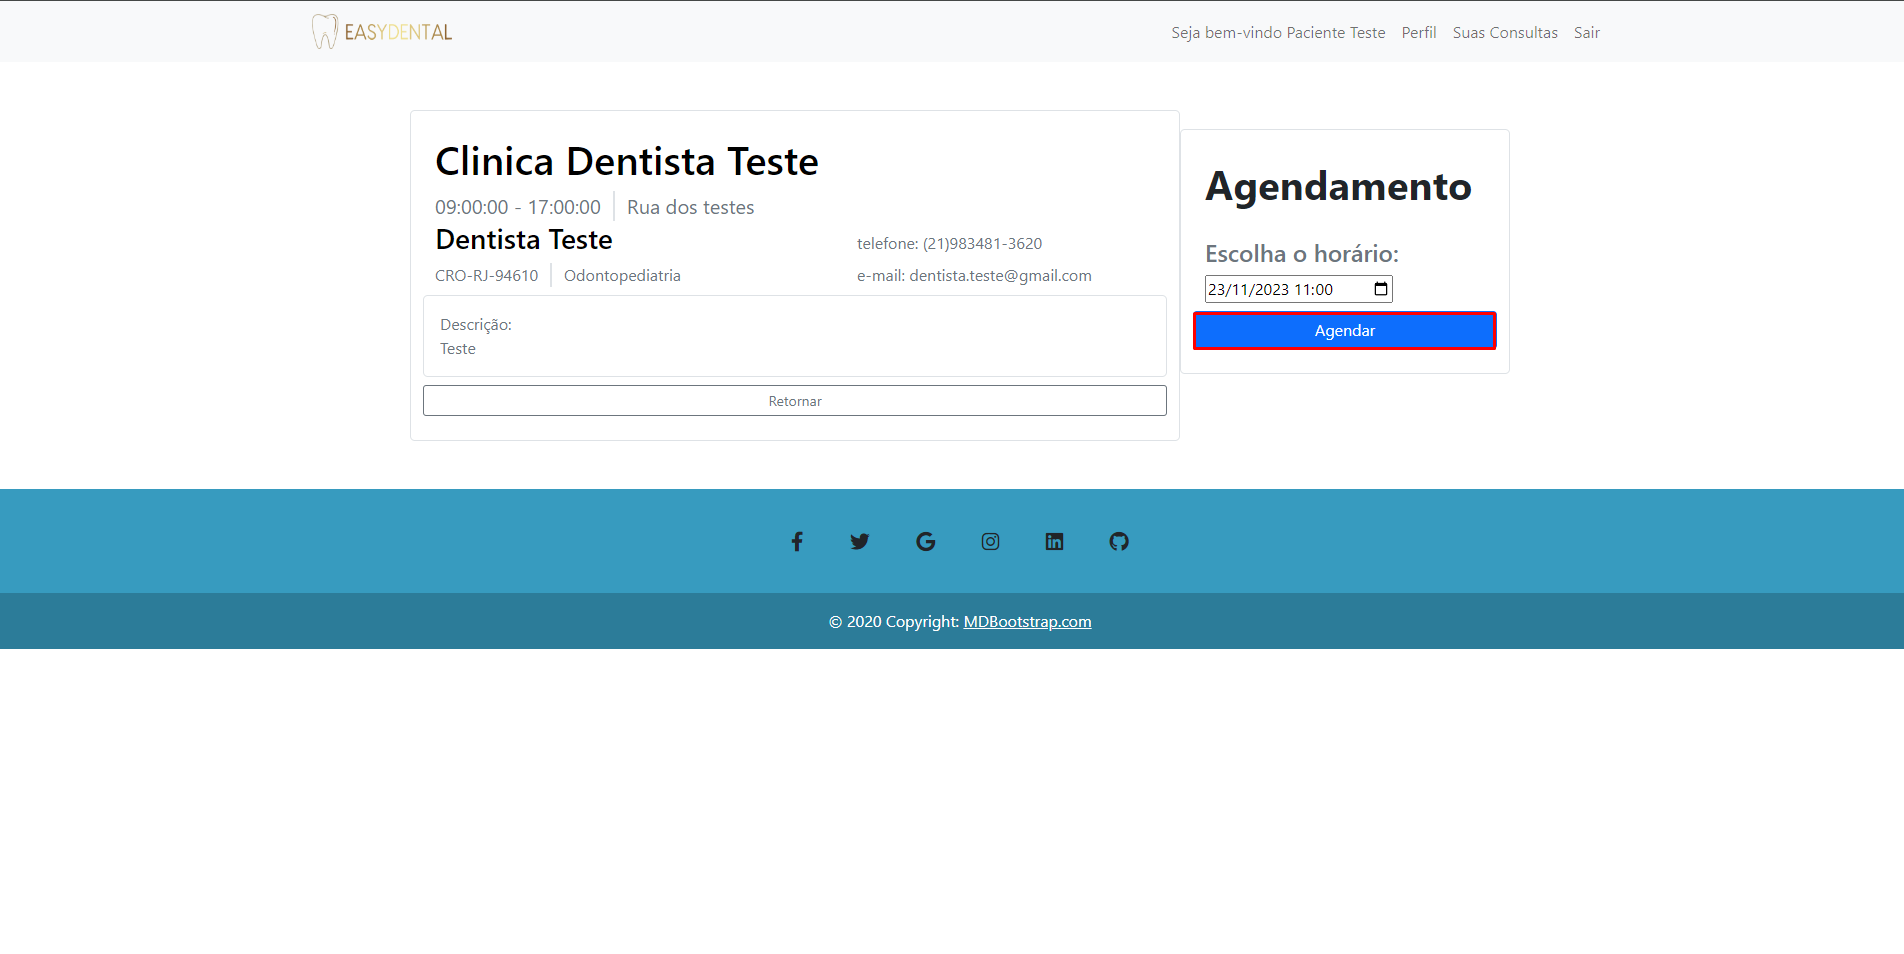 EASYDENTAL
Seja bem-vindo Paciente Teste Perfil Suas Consultas Sair
Clinica Dentista Teste
09:00:00 - 17:00:00 Rua dos testes
Dentista Teste
telefone: (21)983481-3620
CRO-RJ-94610 Odontopediatria
e-mail: dentista.teste@gmail.com
Descrição:
Teste
Retornar
Agendamento
Escolha o horário:
23/11/2023 11:00
Agendar
© 2020 Copyright: MDBootstrap.com